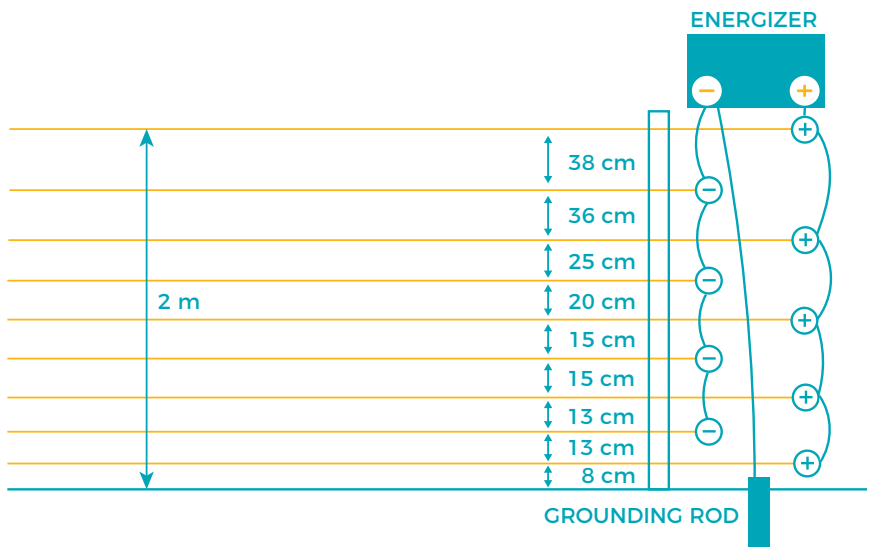 ENERGIZER
− +
+
38 cm
−
36 cm
+
25 cm
−
2 m
20 cm
+
15 cm
−
15 cm
+
13 cm
−
13 cm
+
8 cm
GROUNDING ROD